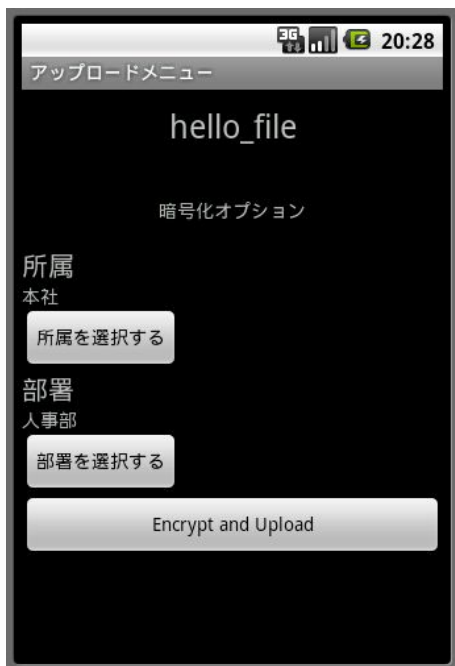 3G 20:28
アップロードメニュー
hello_file
暗号化オプション
所属
本社
所属を選択する
部署
人事部
部署を選択する
Encrypt and Upload